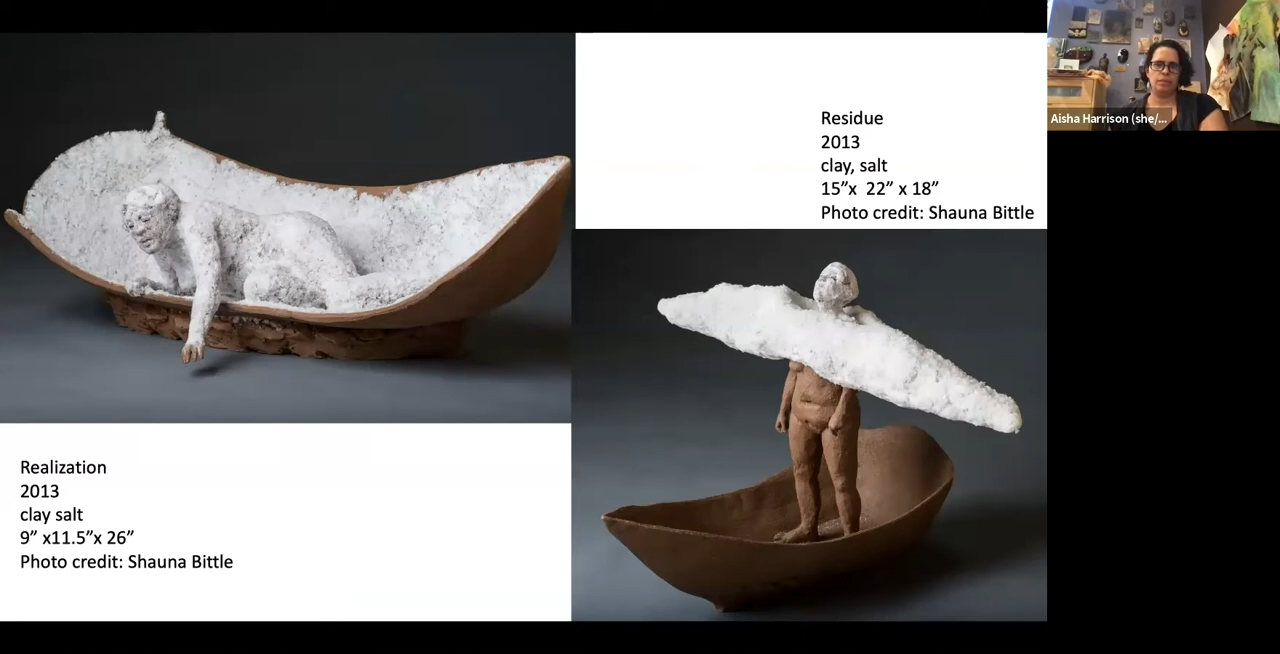 Residue
2013
clay, salt
15”x  22” x 18”
Photo credit: Shauna Bittle
Aisha Harrison (she/...
Realization
2013
clay salt
9” x11.5”x 26”
Photo credit: Shauna Bittle